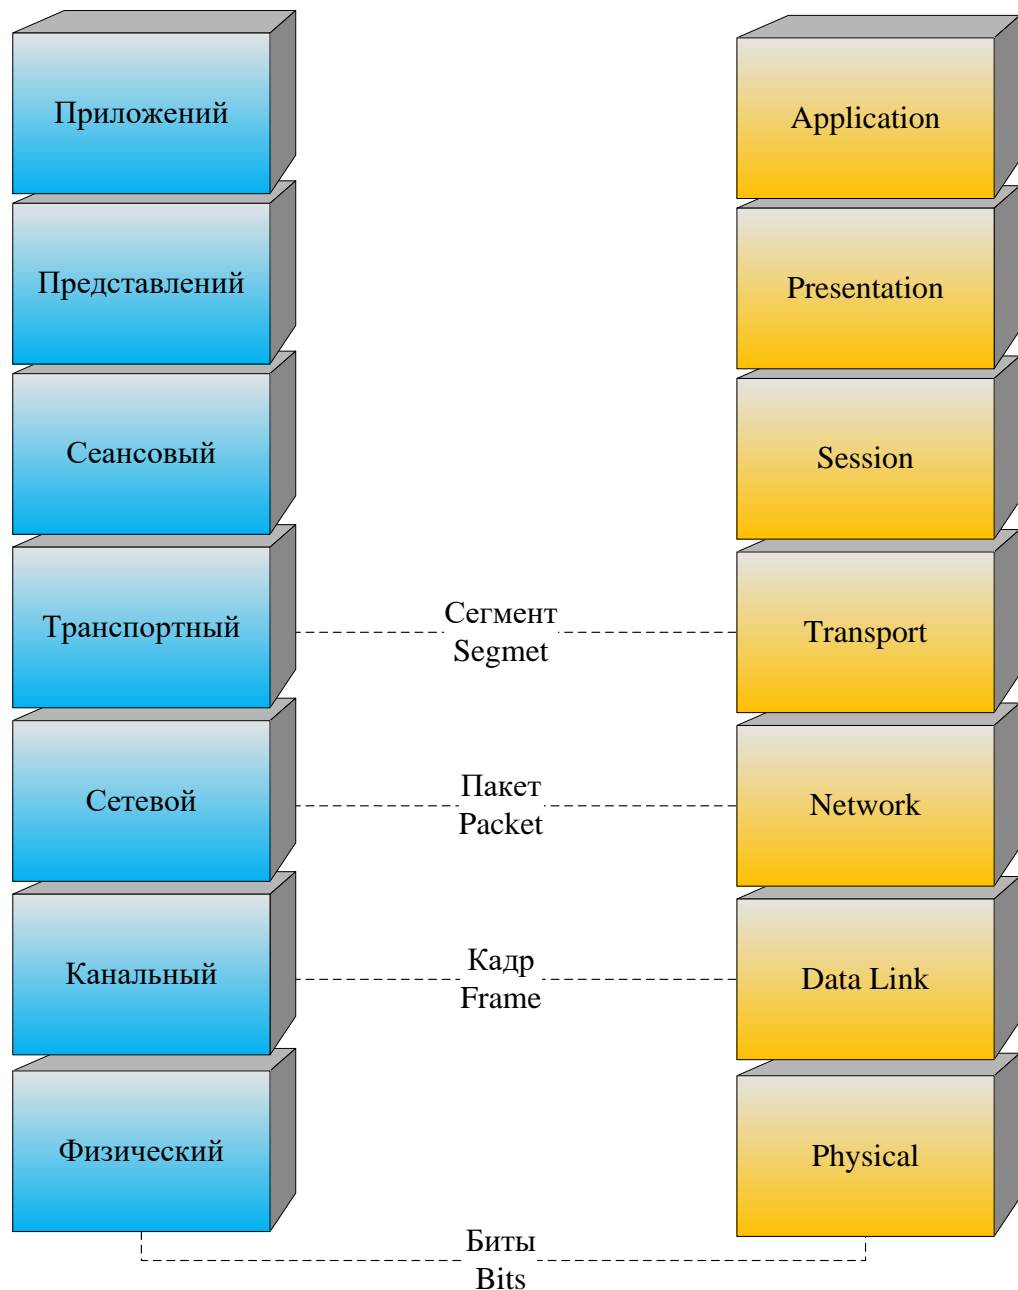 Приложений
Application
Представлений
Presentation
Сеансовый
Session
Транспортный
Сегмент
Segmet
Transport
Сетевой
Пакет
Packet
Network
Канальный
Кадр
Frame
Data Link
Физический
Physical
Биты
Bits